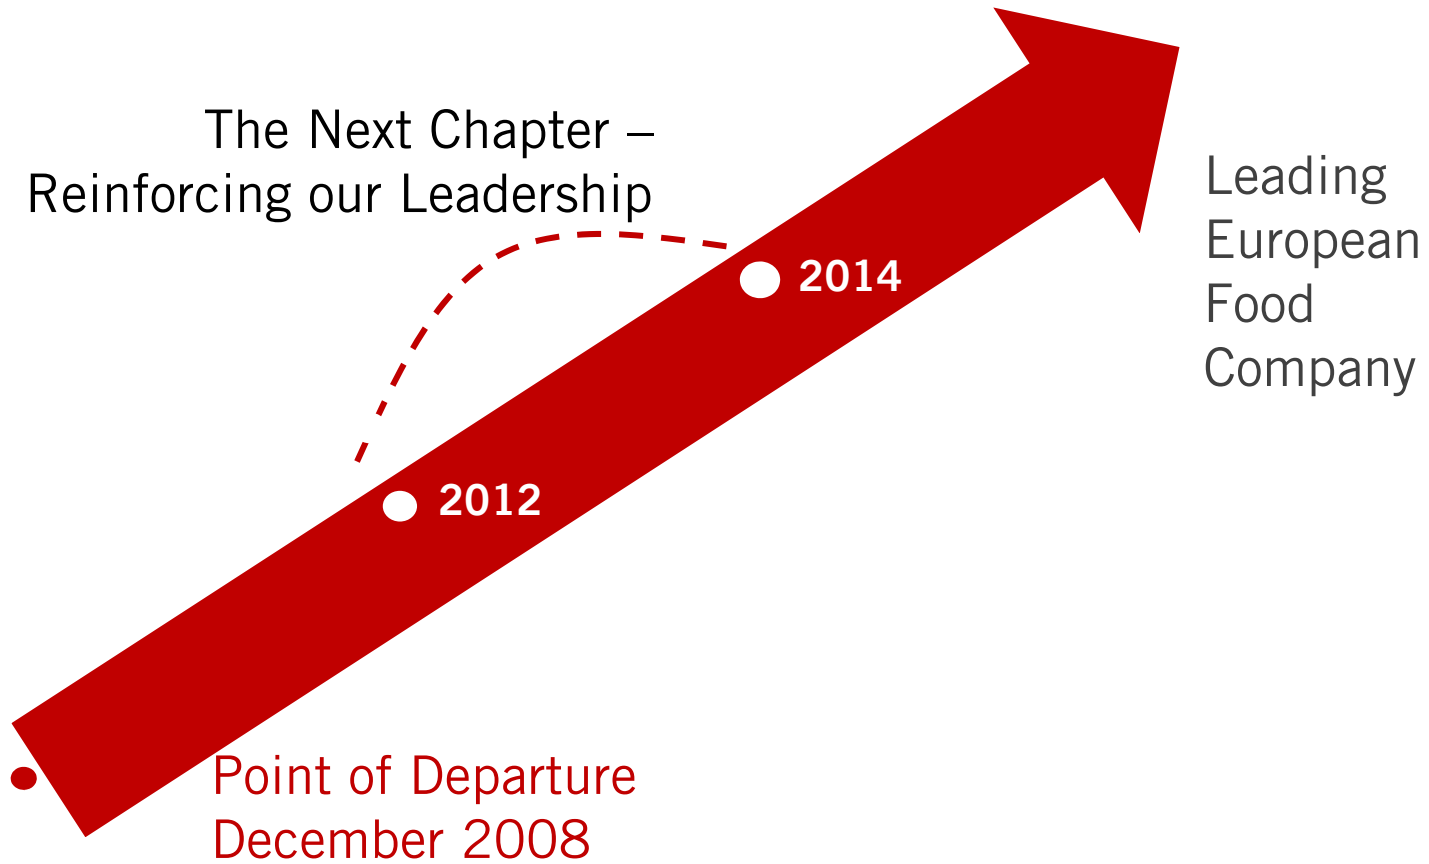 The Next Chapter –
Reinforcing our Leadership
Leading
European
Food
Company
2014
2012
Point of Departure
December 2008